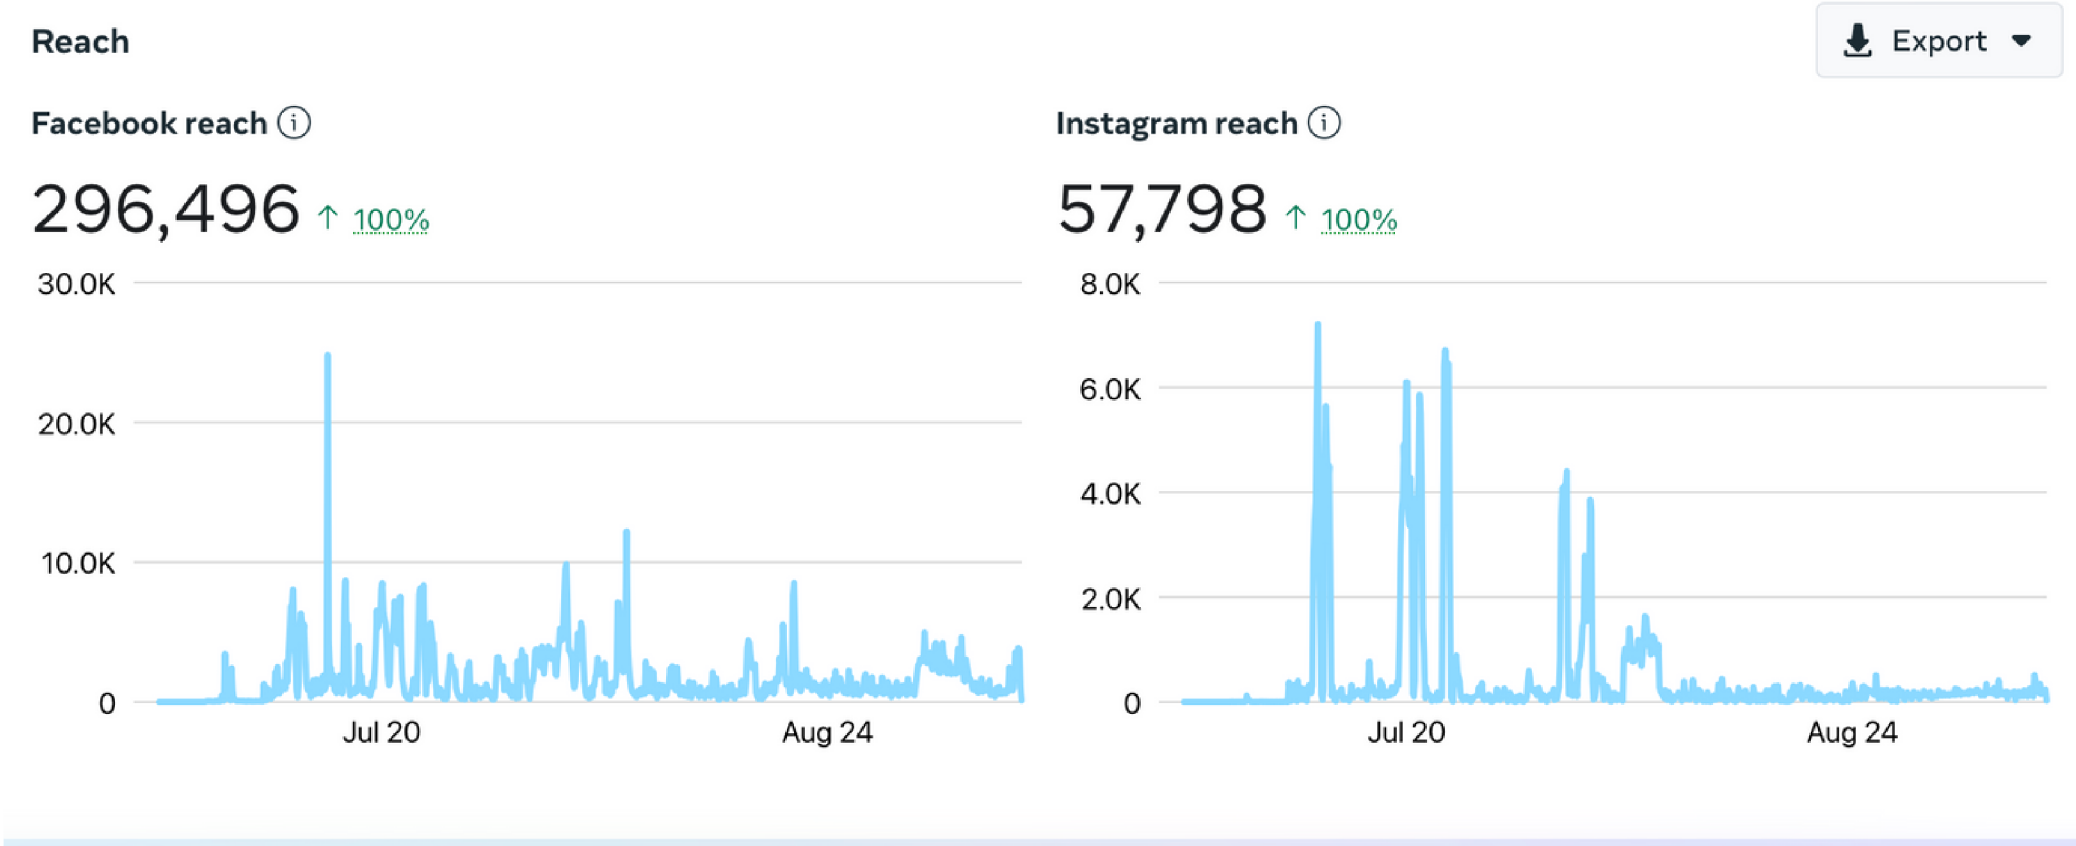 Reach
Export
Facebook reach
296,496 ↑ 100%
30.0K
20.0K
10.0K
0
Jul 20 Aug 24
Instagram reach
57,798 ↑ 100%
8.0K
6.0K
4.0K
2.0K
0
Jul 20 Aug 24